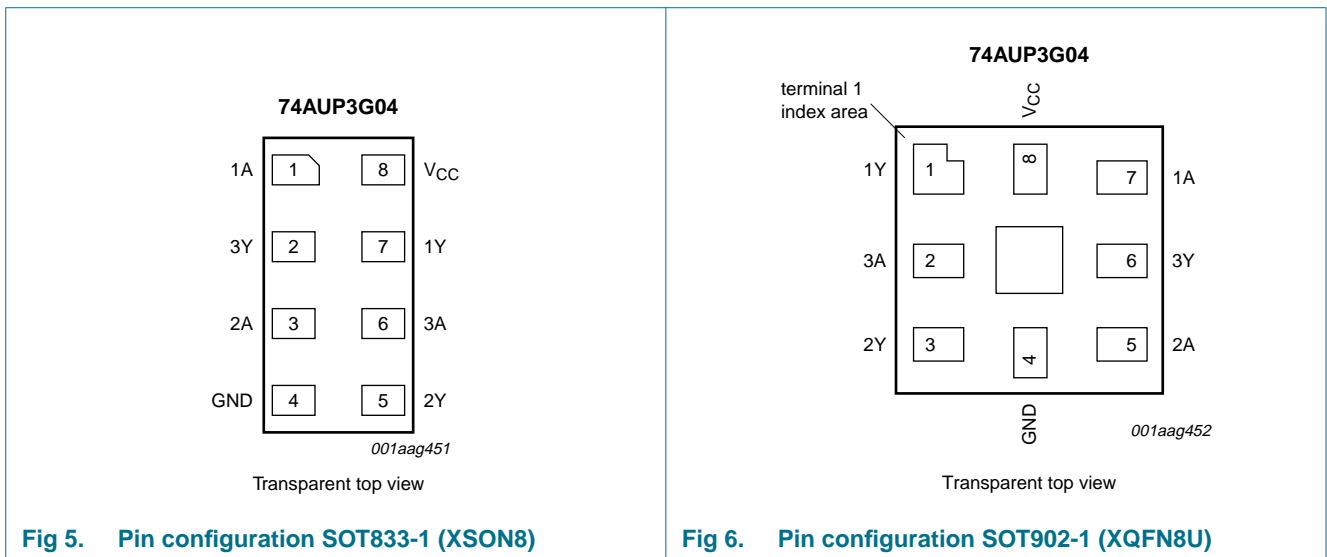 74AUP3G04
1A 1 8 VCC
3Y 2 7 1Y
2A 3 6 3A
GND 4 5 2Y
001aag451
Transparent top view
Fig 5. Pin configuration SOT833-1 (XSON8)
74AUP3G04
terminal 1
index area
VCC
1Y 1 8 7 1A
3A 2 6 3Y
2Y 3 4 5 2A
GND
001aag452
Transparent top view
Fig 6. Pin configuration SOT902-1 (XQFN8U)